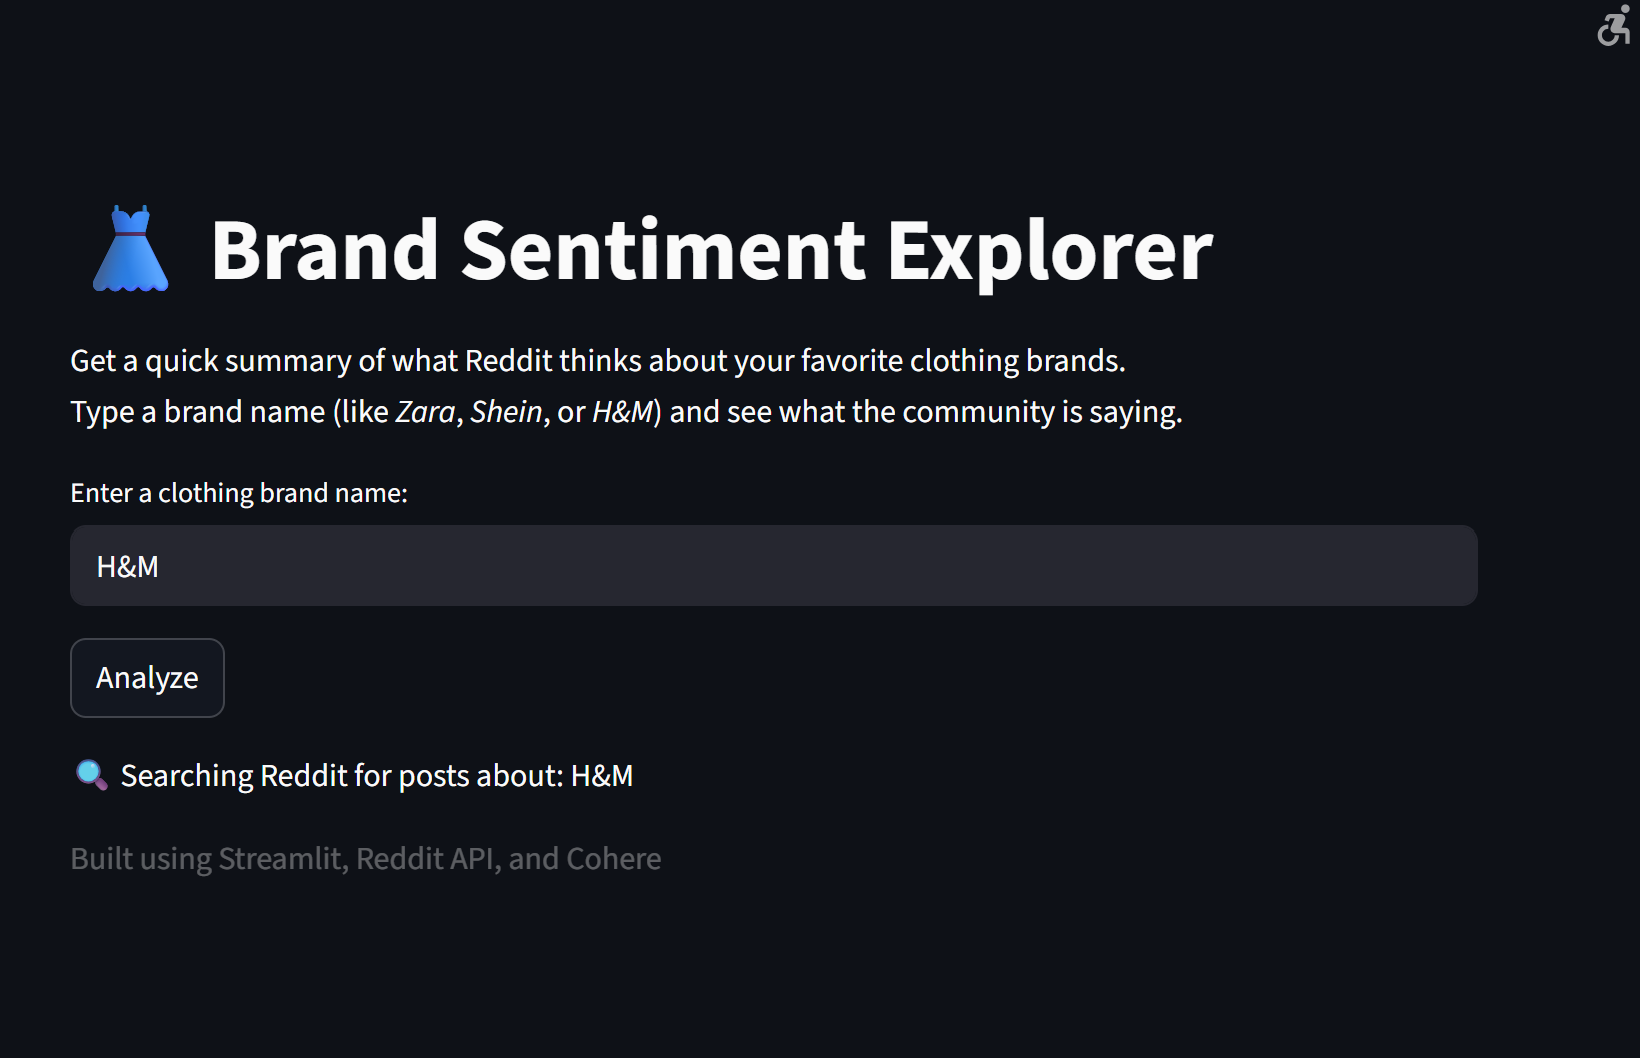 Brand Sentiment Explorer
Get a quick summary of what Reddit thinks about your favorite clothing brands.
Type a brand name (like Zara, Shein, or H&M) and see what the community is saying.
Enter a clothing brand name:
H&M
Analyze
Searching Reddit for posts about: H&M
Built using Streamlit, Reddit API, and Cohere